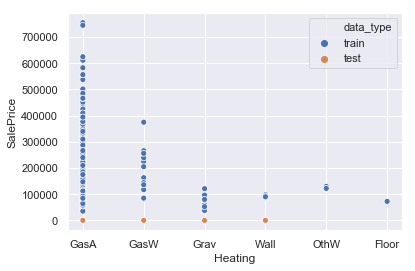 data_type
train
test
SalePrice
700000
600000
500000
400000
300000
200000
100000
0
GasA GasW Grav Wall OthW Floor
Heating